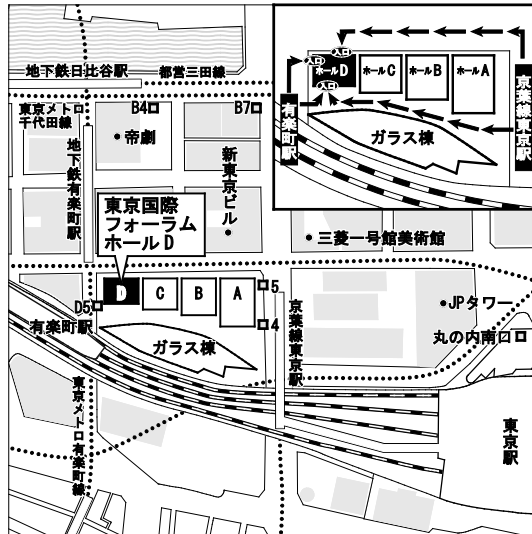 地下鉄日比谷駅
都営三田線
東京メトロ
千代田線
B4
B7
帝劇
地下鉄有楽町駅
新東京ビル
東京国際
フォーラム
ホールD
入口
入口
入口
ホールD
ホールC
ホールB
ホールA
有楽町駅
ガラス棟
京葉線東京駅
三菱一号館美術館
D
C
B
A
D5
5
4
有楽町駅
ガラス棟
京葉線東京駅
JPタワー
丸の内南口
東京メトロ有楽町線
東京駅